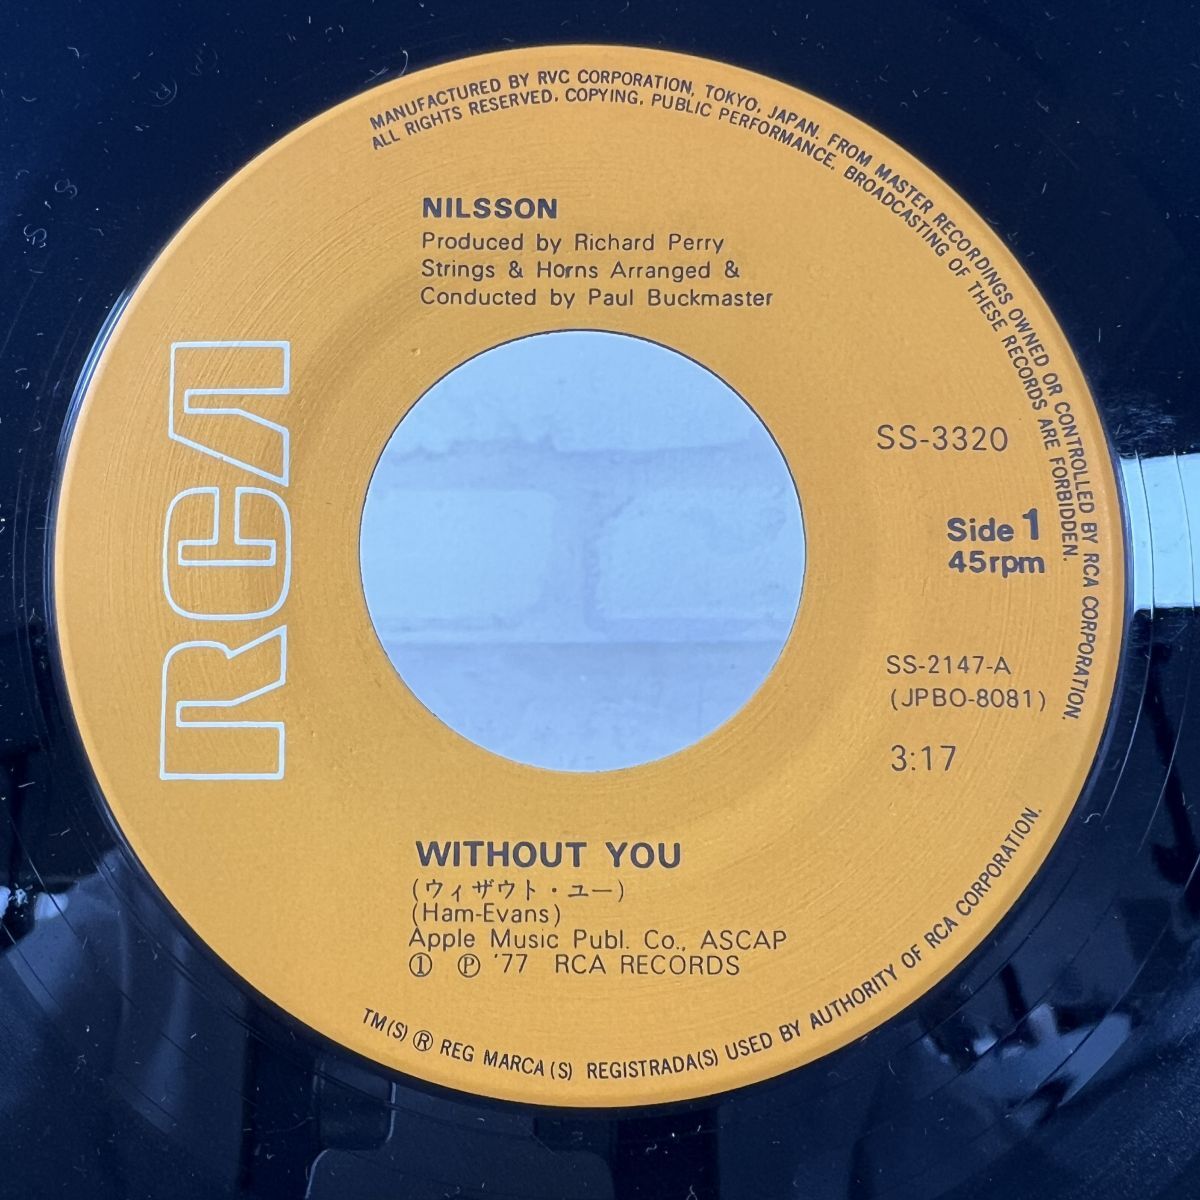 MANUFACTURED BY RVC CORPORATION, TOKYO, JAPAN. FROM MASTER RECORDINGS OWNED OR CONTROLLED BY RCA CORPORATION.
ALL RIGHTS RESERVED. COPYING, PUBLIC PERFORMANCE, BROADCASTING OF THESE RECORDS ARE FORBIDDEN.
NILSSON
Produced by Richard Perry
Strings & Horns Arranged &
Conducted by Paul Buckmaster
RCA
SS-3320
Side 1
45rpm
SS-2147-A
(JPBO-8081)
3:17
WITHOUT YOU
(ウィザウト・ユー)
(Ham-Evans)
Apple Music Publ. Co., ASCAP
① Ⓟ '77 RCA RECORDS
TM(S) ® REG MARCA(S) REGISTRADA(S) USED BY AUTHORITY OF RCA CORPORATION.